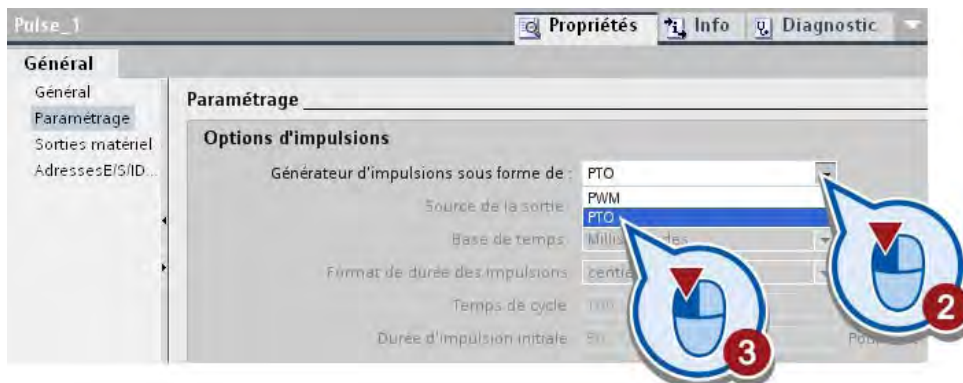 Pulse_1
Propriétés Info Diagnostic
Général
Général
Paramétrage
Sorties matériel
AdressesE/S/ID...
Paramétrage
Options d'impulsions
Générateur d'impulsions sous forme de : PTO
PWM
Source de la sortie :
PTO
Base de temps
Format de durée des impulsions
Temps de cycle 100
Durée d'impulsion initiale 50
2
3